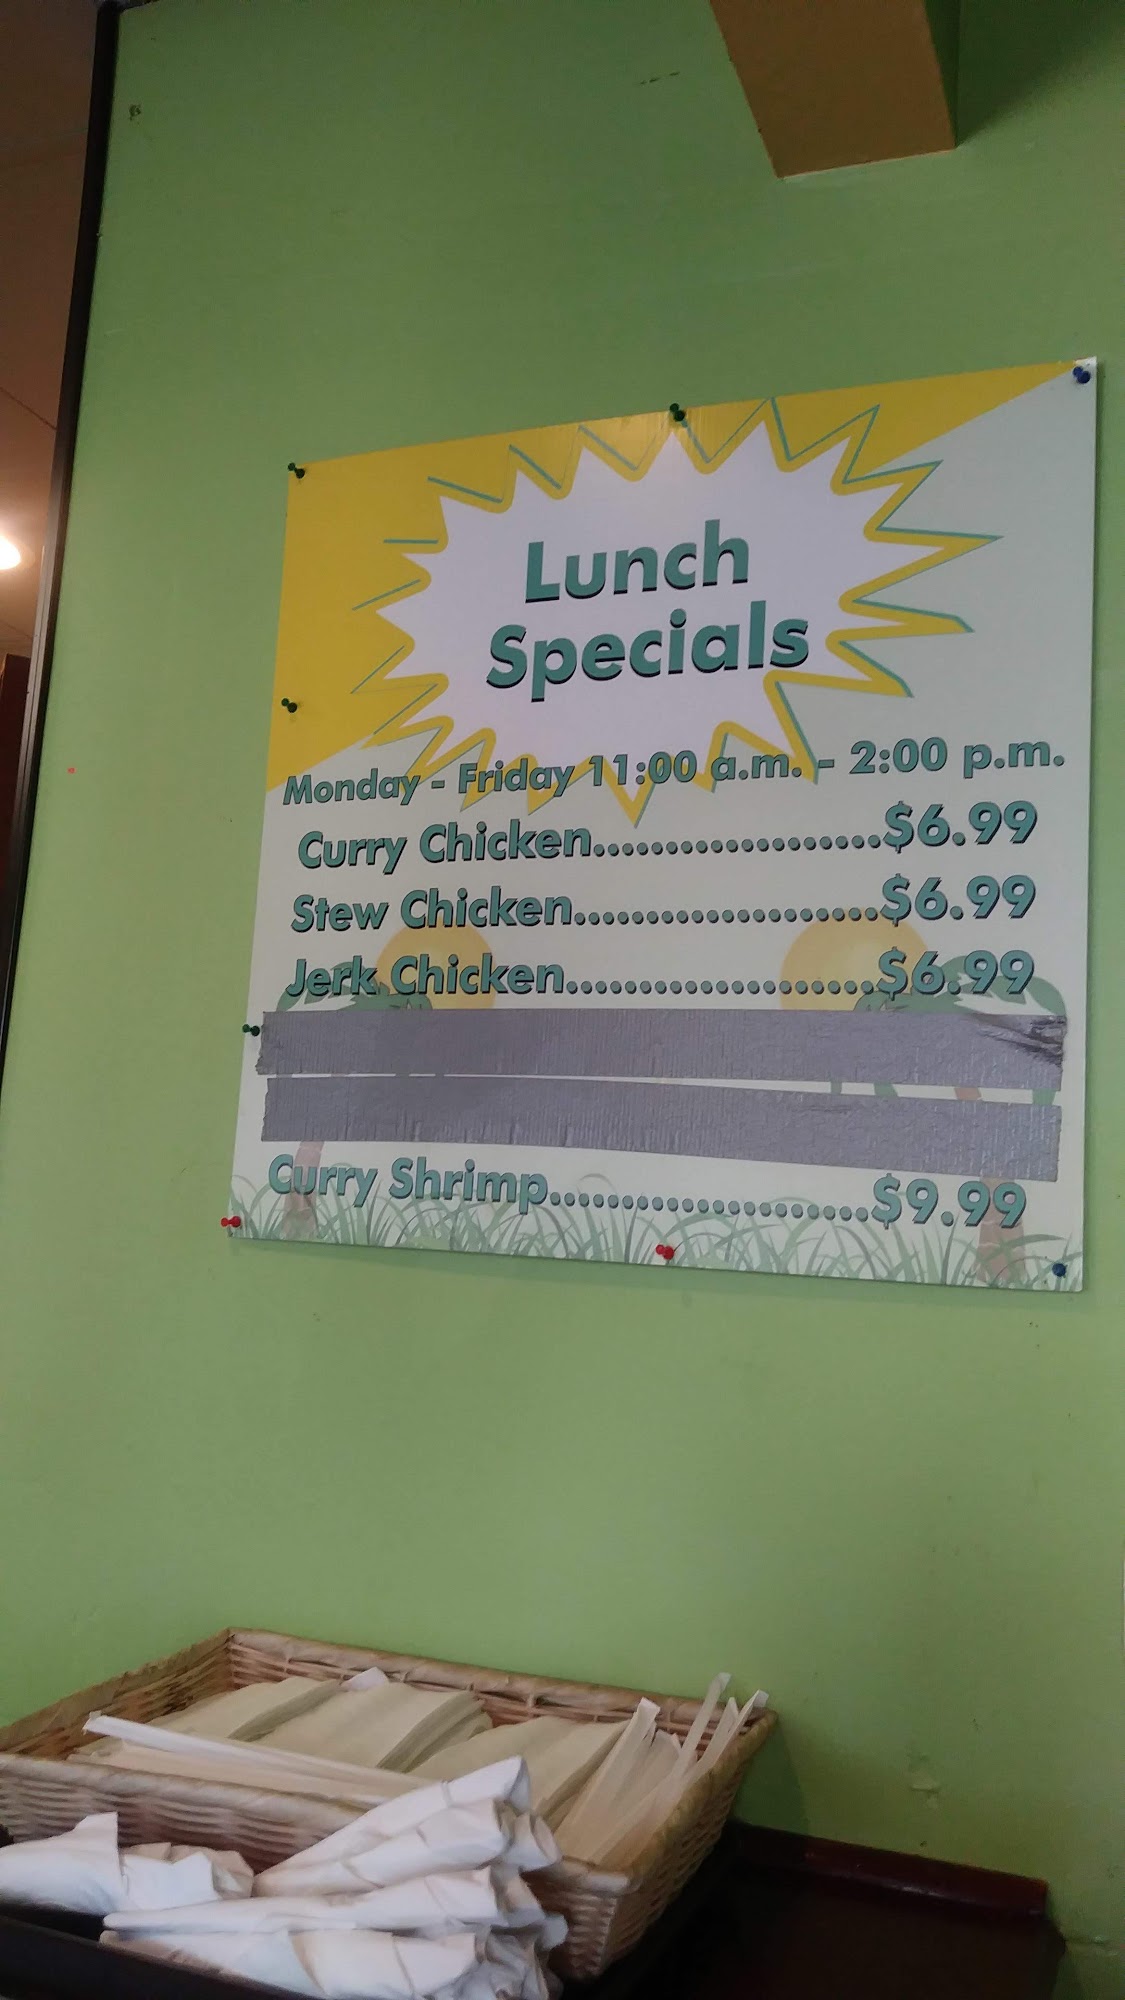 Lunch
Specials
Monday - Friday 11:00 a.m. - 2:00 p.m.
Curry Chicken....................$6.99
Stew Chicken.....................$6.99
Jerk Chicken.....................$6.99
Curry Shrimp......................$9.99